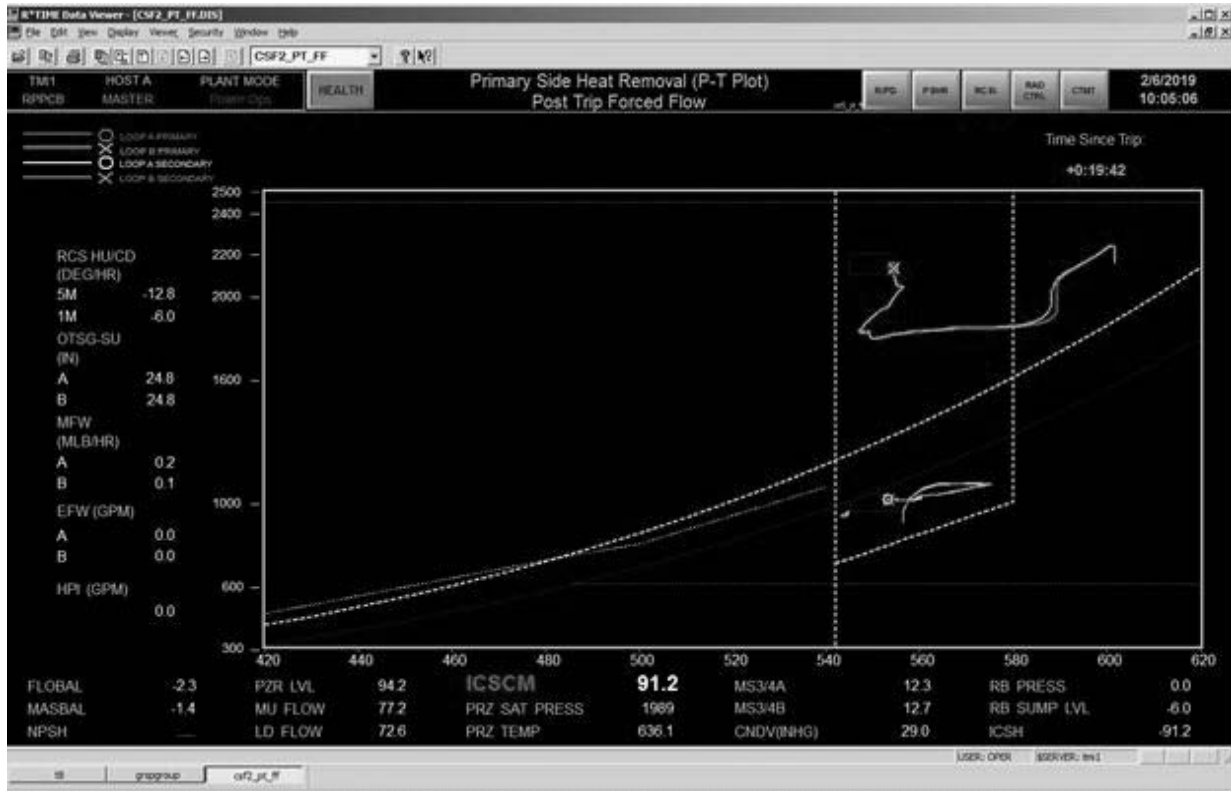 R*TIME Data Viewer - [CSF2_PT_FF.DIS]
File Edit View Display Viewer Security Window Help
CSF2_PT_FF
TMI1 HOST A PLANT MODE
RPPCB MASTER Power Ops
HEALTH
Primary Side Heat Removal (P-T Plot)
Post Trip Forced Flow
RAD CTRL
CTMT
2/6/2019
10:05:06
LOOP A PRIMARY
LOOP B PRIMARY
LOOP A SECONDARY
LOOP B SECONDARY
Time Since Trip:
+0:19:42
2500
2400
2200
2000
1600
1000
600
300
RCS HU/CD
(DEG/HR)
5M -12.8
1M -6.0
OTSG-SU
(IN)
A 24.8
B 24.8
MFW
(MLB/HR)
A 0.2
B 0.1
EFW (GPM)
A 0.0
B 0.0
HPI (GPM)
0.0
420 440 460 480 500 520 540 560 580 600 620
FLOBAL -2.3 PZR LVL 94.2 ICSCM 91.2 MS3/4A 12.3 RB PRESS 0.0
MASBAL -1.4 MU FLOW 77.2 PRZ SAT PRESS 1989 MS3/4B 12.7 RB SUMP LVL -6.0
NPSH LD FLOW 72.6 PRZ TEMP 636.1 CNDV(INHG) 29.0 ICSH -91.2
USER: OPER $SERVER: tmi1
csf2_pt_ff